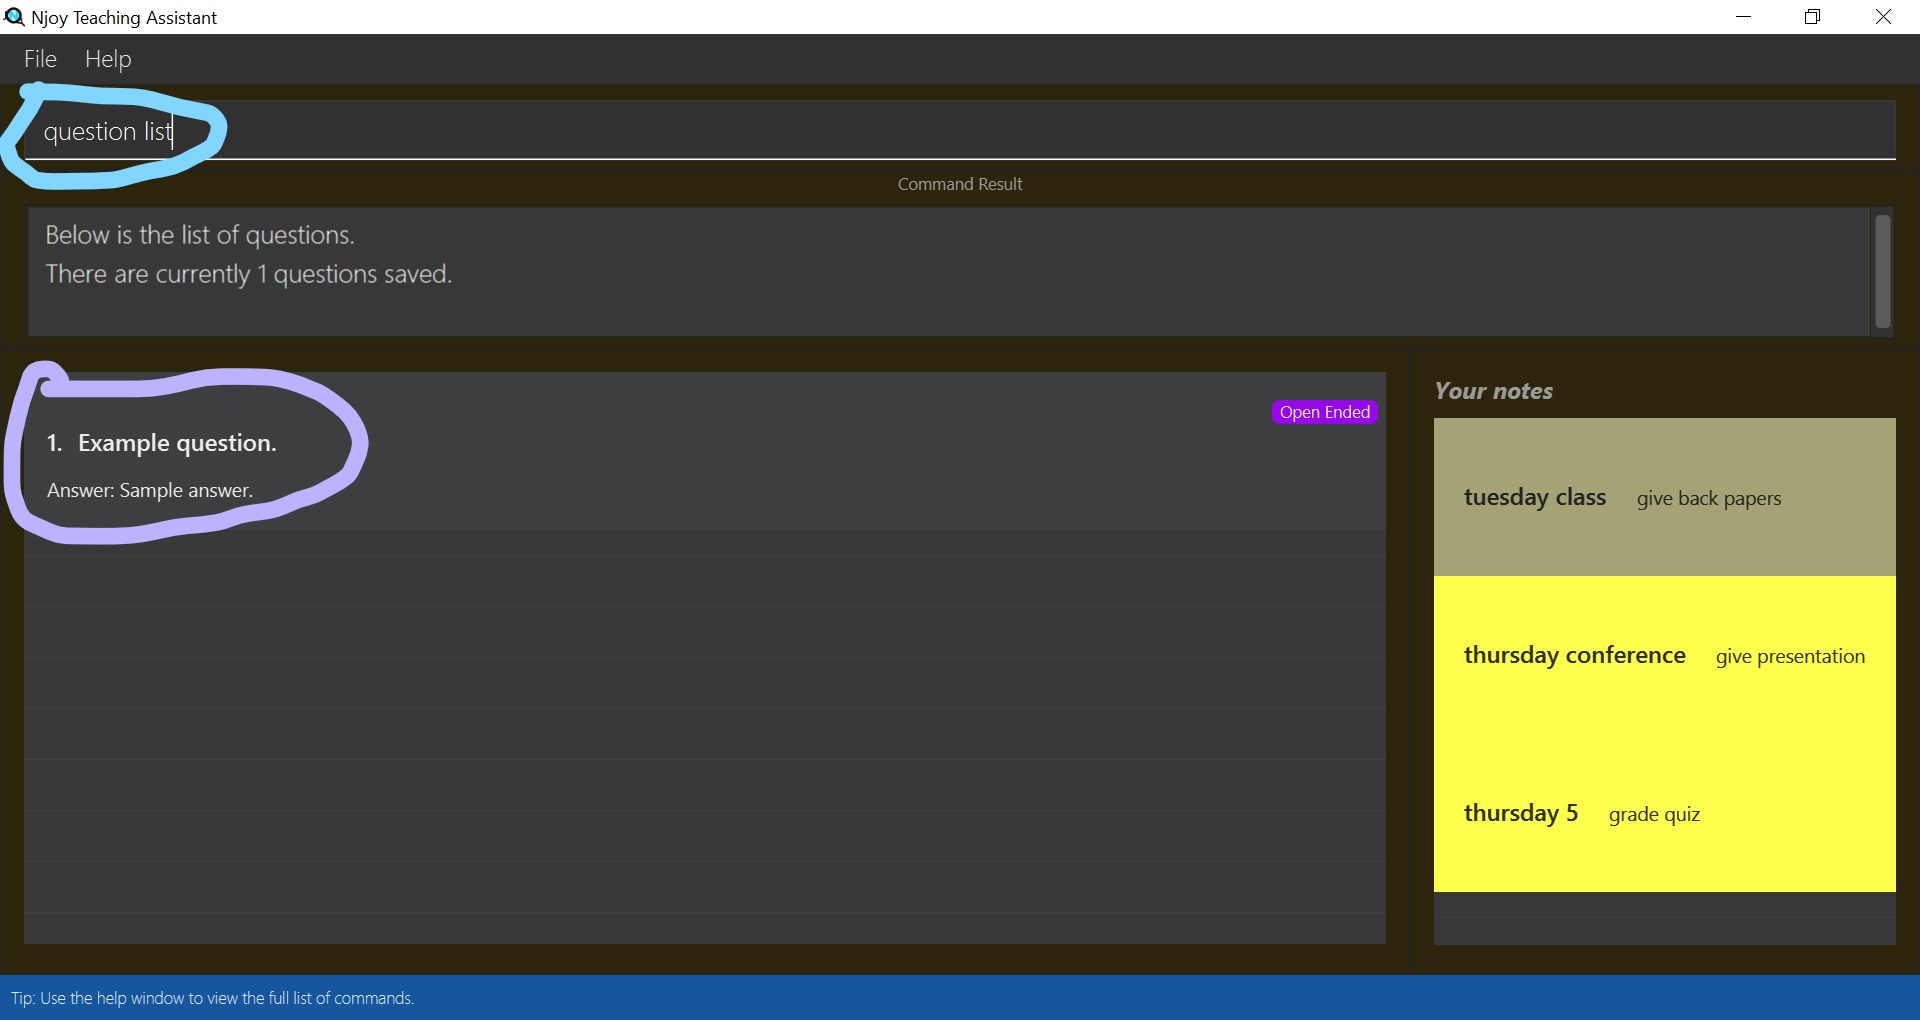 Njoy Teaching Assistant
File Help
question list
Command Result
Below is the list of questions.
There are currently 1 questions saved.
Open Ended
1. Example question.
Answer: Sample answer.
Your notes
tuesday class give back papers
thursday conference give presentation
thursday 5 grade quiz
Tip: Use the help window to view the full list of commands.